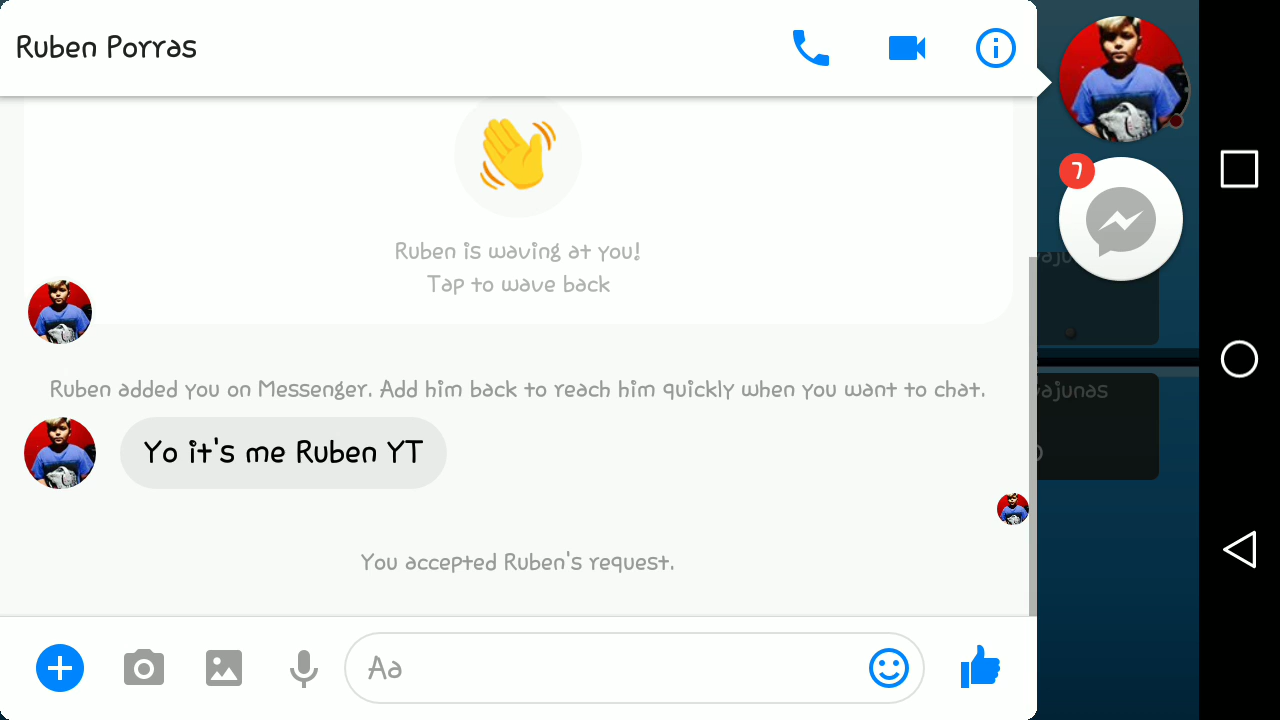 Ruben Porras
7
Ruben is waving at you!
Tap to wave back
Ruben added you on Messenger. Add him back to reach him quickly when you want to chat.
Yo it's me Ruben YT
You accepted Ruben's request.
Aa